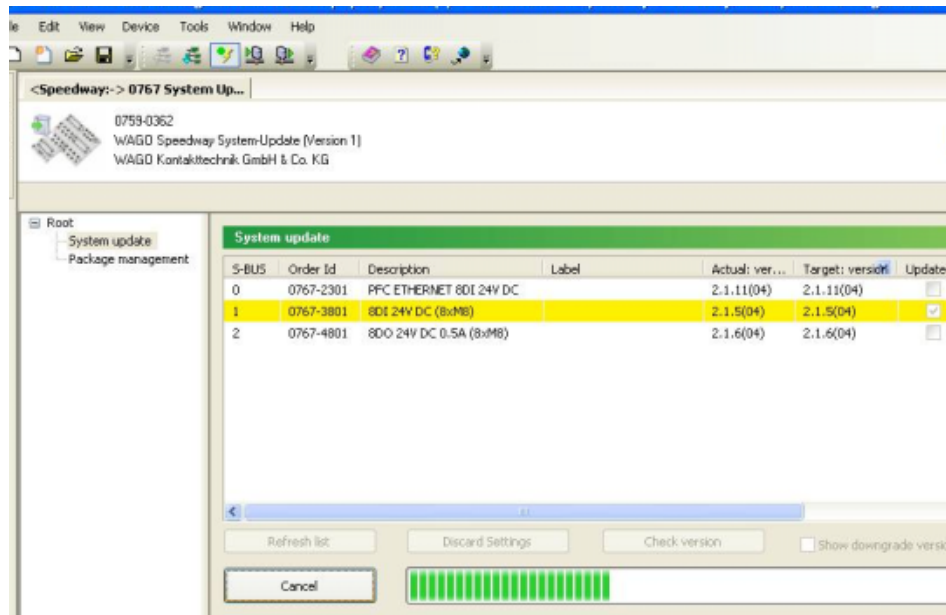 Edit View Device Tools Window Help
<Speedway:-> 0767 System Up...
0759-0362
WAGO Speedway System-Update (Version 1)
WAGO Kontakttechnik GmbH & Co. KG
Root
System update
Package management
System update
S-BUS Order Id Description Label Actual: ver... Target: version Update
0 0767-2301 PFC ETHERNET 8DI 24V DC 2.1.11(04) 2.1.11(04)
1 0767-3801 8DI 24V DC (8xM8) 2.1.5(04) 2.1.5(04)
2 0767-4801 8DO 24V DC 0.5A (8xM8) 2.1.6(04) 2.1.6(04)
Refresh list Discard Settings Check version Show downgrade versi
Cancel